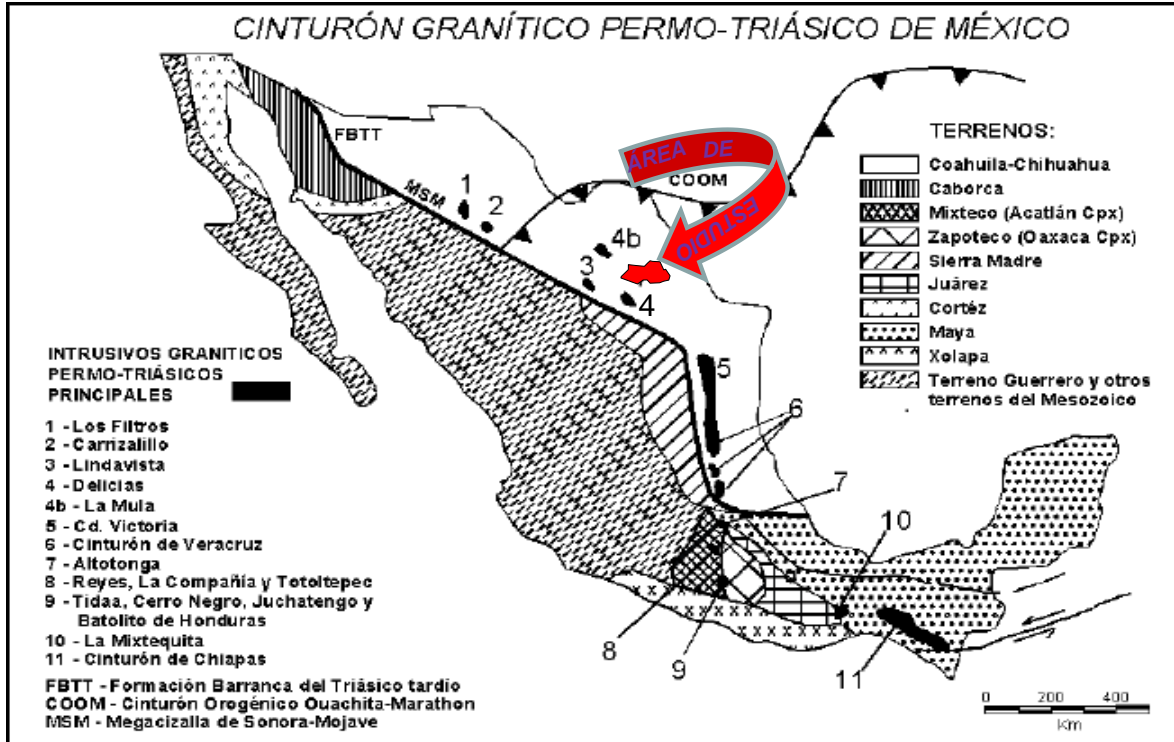 CINTURÓN GRANÍTICO PERMO-TRIÁSICO DE MÉXICO
FBTT
MSM
COOM
ÁREA DE
ESTUDIO
1
2
4b
3
4
5
6
7
10
8
9
11
TERRENOS:
Coahuila-Chihuahua
Caborca
Mixteco (Acatlán Cpx)
Zapoteco (Oaxaca Cpx)
Sierra Madre
Juárez
Cortéz
Maya
Xolapa
Terreno Guerrero y otros
terrenos del Mesozoico
INTRUSIVOS GRANITICOS
PERMO-TRIÁSICOS
PRINCIPALES
1 - Los Filtros
2 - Carrizalillo
3 - Lindavista
4 - Delicias
4b - La Mula
5 - Cd. Victoria
6 - Cinturón de Veracruz
7 - Altotonga
8 - Reyes, La Compañía y Totoltepec
9 - Tidaa, Cerro Negro, Juchatengo y
Batolito de Honduras
10 - La Mixtequita
11 - Cinturón de Chiapas
FBTT - Formación Barranca del Triásico tardío
COOM - Cinturón Orogénico Ouachita-Marathon
MSM - Megacizalla de Sonora-Mojave
0 200 400
Km